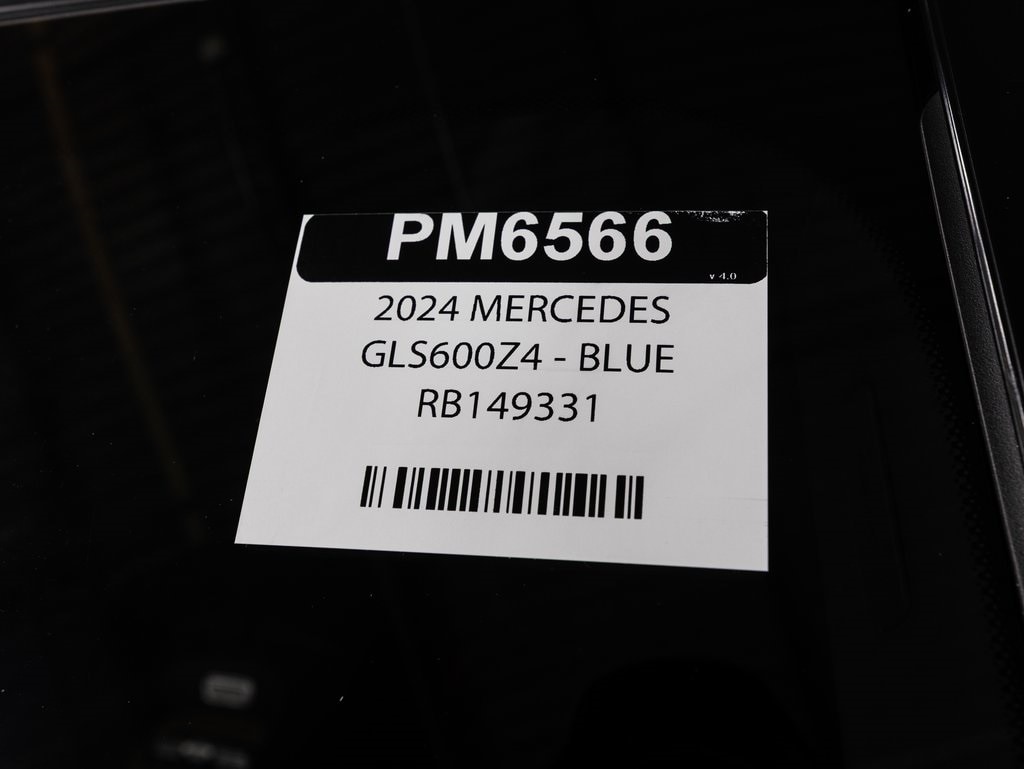 PM6566
v 4.0
2024 MERCEDES
GLS600Z4 - BLUE
RB149331